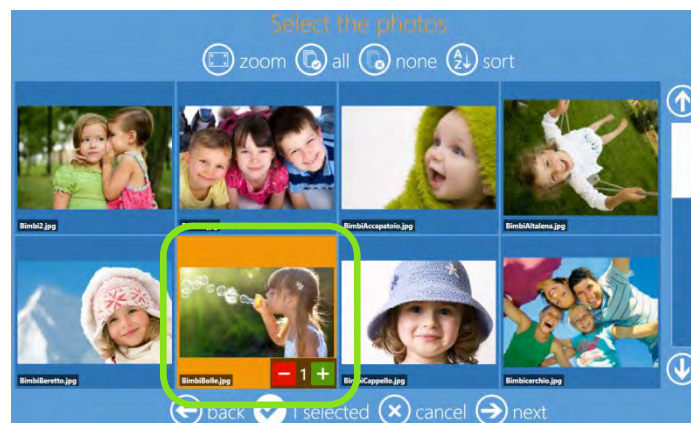 Select the photos
zoom all none sort
Bimbi2.jpg
.jpg
BimbiAccapatoio.jpg
BimbiAltalena.jpg
BimbiBeretto.jpg
BimbiBolle.jpg
1
BimbiCappello.jpg
Bimbicerchio.jpg
back 1 selected cancel next